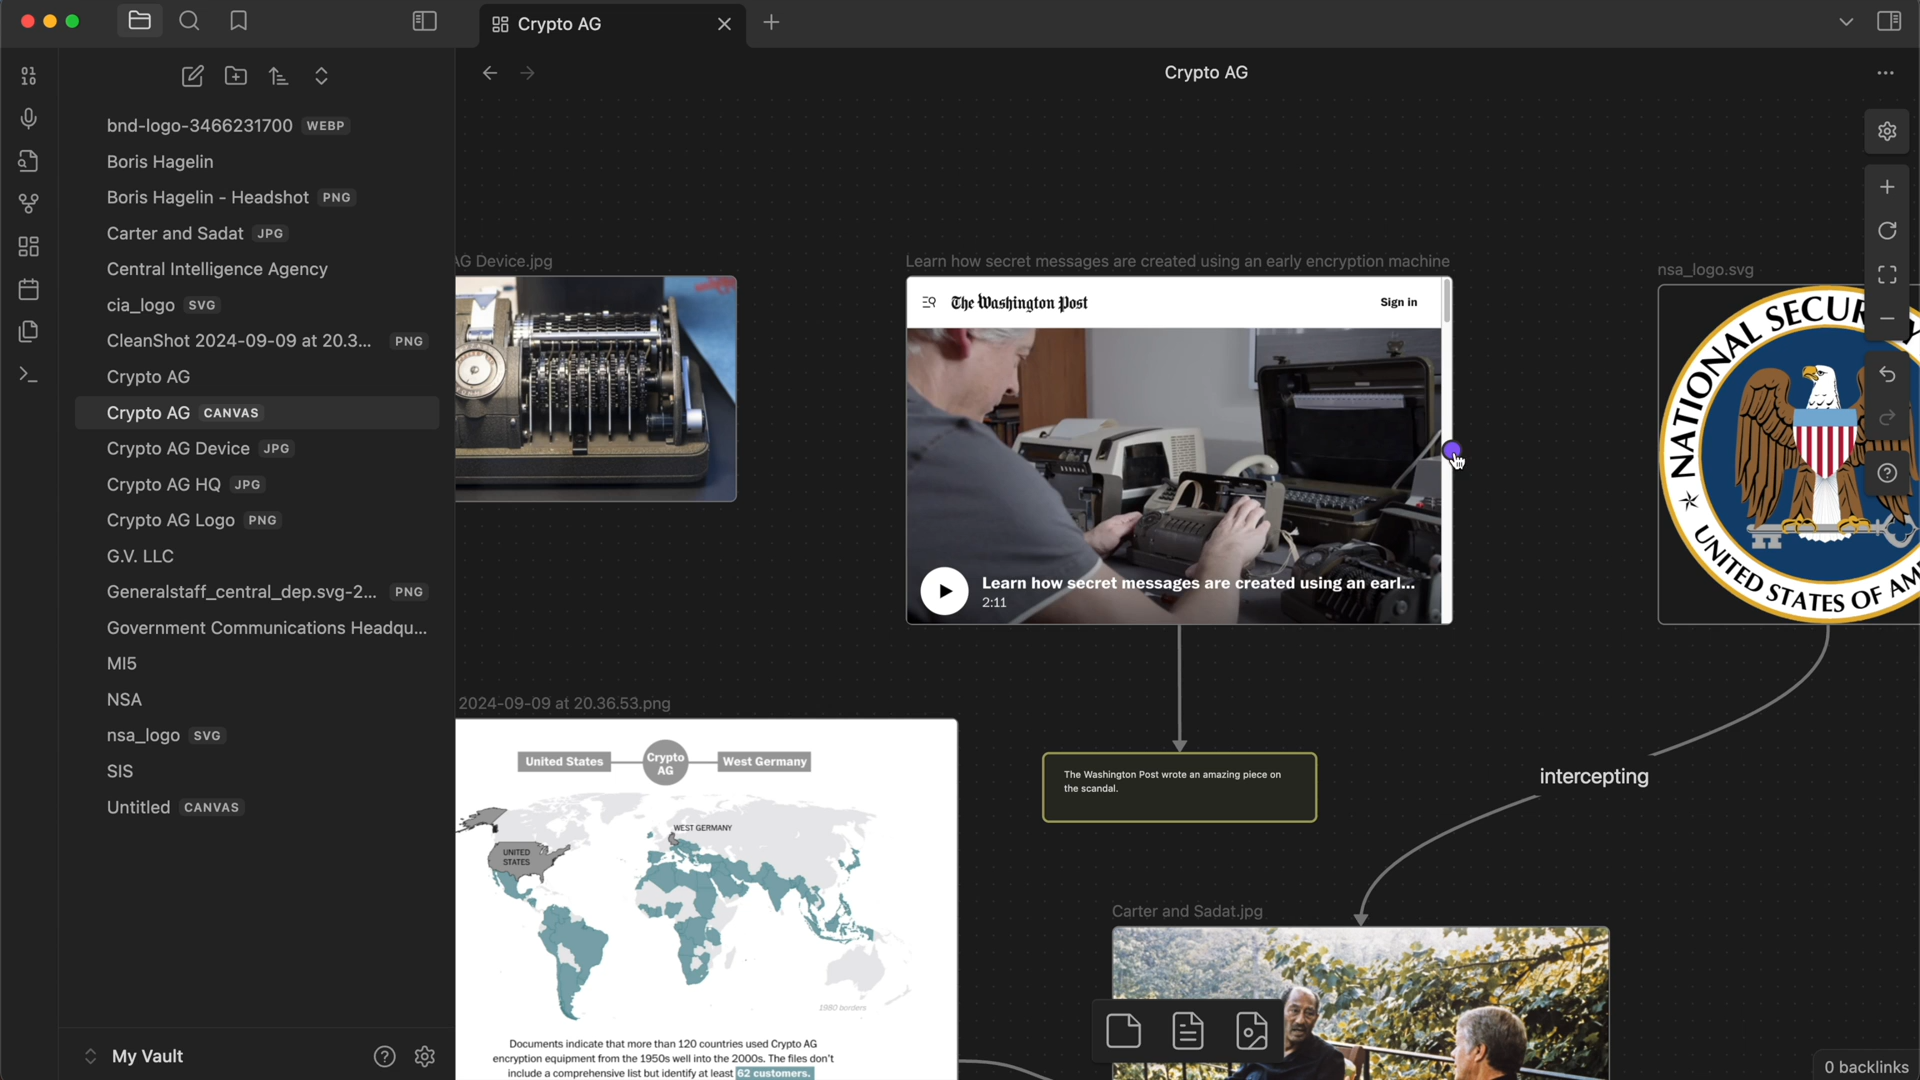 Crypto AG
Crypto AG
bnd-logo-3466231700 WEBP
Boris Hagelin
Boris Hagelin - Headshot PNG
Carter and Sadat JPG
Central Intelligence Agency
cia_logo SVG
CleanShot 2024-09-09 at 20.3... PNG
Crypto AG
Crypto AG CANVAS
Crypto AG Device JPG
Crypto AG HQ JPG
Crypto AG Logo PNG
G.V. LLC
Generalstaff_central_dep.svg-2... PNG
Government Communications Headqu...
MI5
NSA
nsa_logo SVG
SIS
Untitled CANVAS
My Vault
AG Device.jpg
Learn how secret messages are created using an early encryption machine
The Washington Post
Sign in
Learn how secret messages are created using an earl...
2:11
nsa_logo.svg
NATIONAL SECURITY
UNITED STATES OF AM
2024-09-09 at 20.36.53.png
United States
Crypto
AG
West Germany
WEST GERMANY
UNITED
STATES
1980 borders
Documents indicate that more than 120 countries used Crypto AG
encryption equipment from the 1950s well into the 2000s. The files don't
include a comprehensive list but identify at least 62 customers.
The Washington Post wrote an amazing piece on
the scandal.
intercepting
Carter and Sadat.jpg
0 backlinks